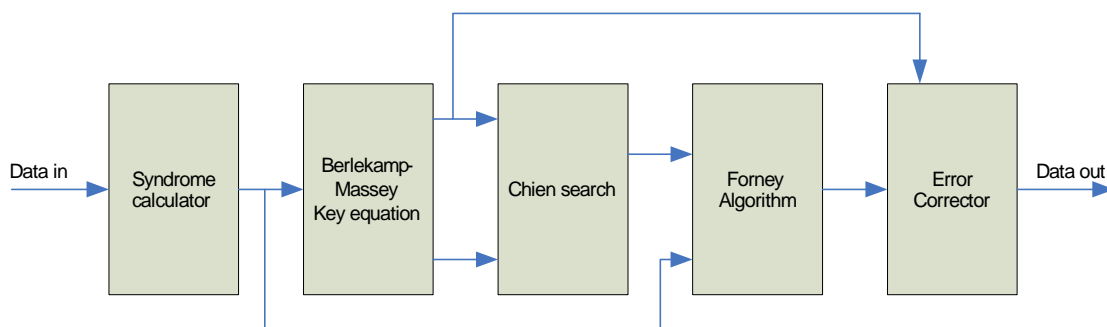 Data in
Syndrome
calculator
Berlekamp-
Massey
Key equation
Chien search
Forney
Algorithm
Error
Corrector
Data out